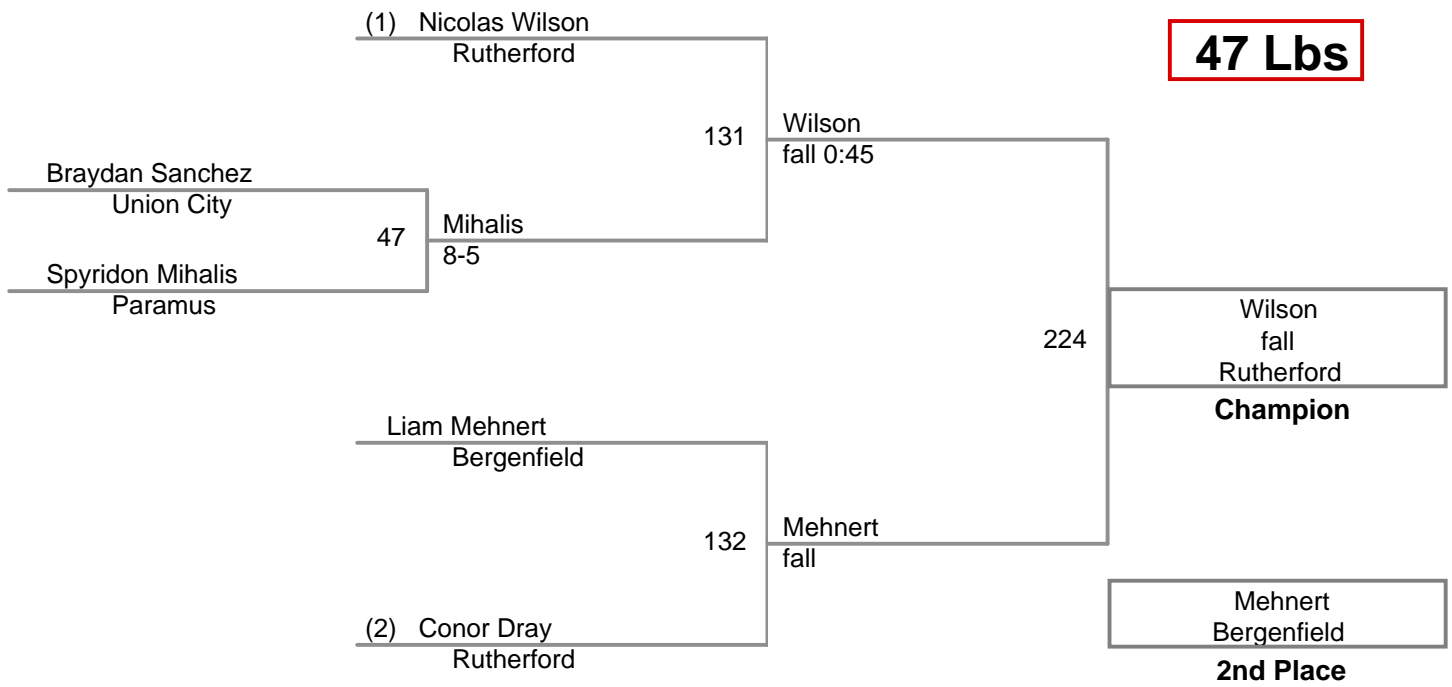 (1) Nicolas Wilson
Rutherford
47 Lbs
131
Wilson
fall 0:45
Braydan Sanchez
Union City
47
Mihalis
8-5
Spyridon Mihalis
Paramus
224
Wilson
fall
Rutherford
Champion
Liam Mehnert
Bergenfield
132
Mehnert
fall
(2) Conor Dray
Rutherford
Mehnert
Bergenfield
2nd Place